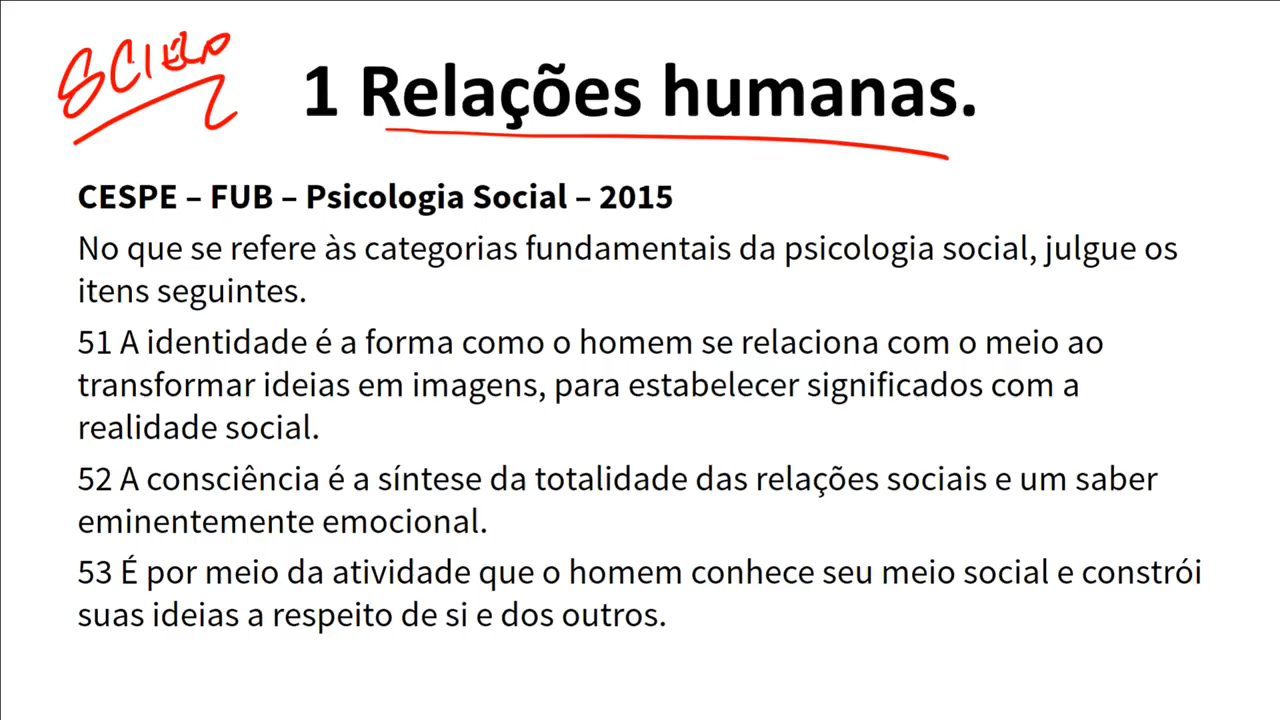 SCIELO
1 Relações humanas.
CESPE – FUB – Psicologia Social – 2015
No que se refere às categorias fundamentais da psicologia social, julgue os
itens seguintes.
51 A identidade é a forma como o homem se relaciona com o meio ao
transformar ideias em imagens, para estabelecer significados com a
realidade social.
52 A consciência é a síntese da totalidade das relações sociais e um saber
eminentemente emocional.
53 É por meio da atividade que o homem conhece seu meio social e constrói
suas ideias a respeito de si e dos outros.